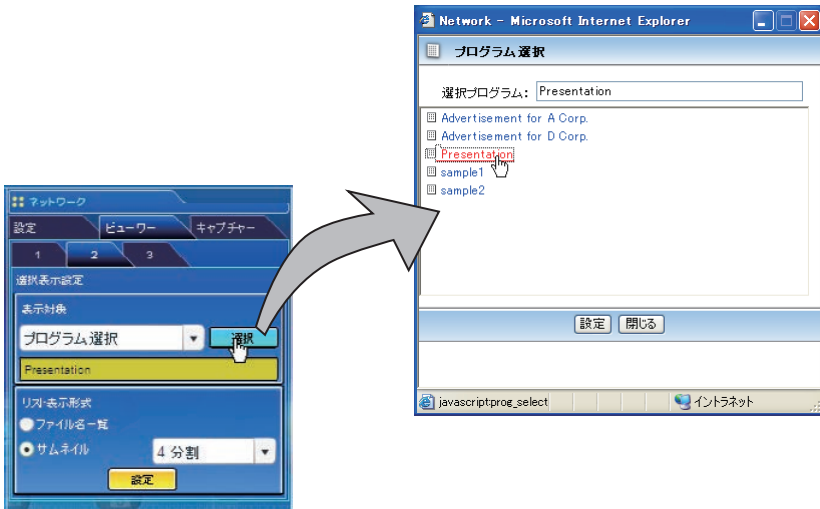 Network - Microsoft Internet Explorer
プログラム選択
選択プログラム: Presentation
Advertisement for A Corp.
Advertisement for D Corp.
Presentation
sample1
sample2
設定 閉じる
javascriptprog_select イントラネット
ネットワーク
設定 ビューワー キャプチャー
1 2 3
選択表示設定
表示対象
プログラム選択 選択
Presentation
リスト表示形式
ファイル名一覧
サムネイル 4 分割
設定